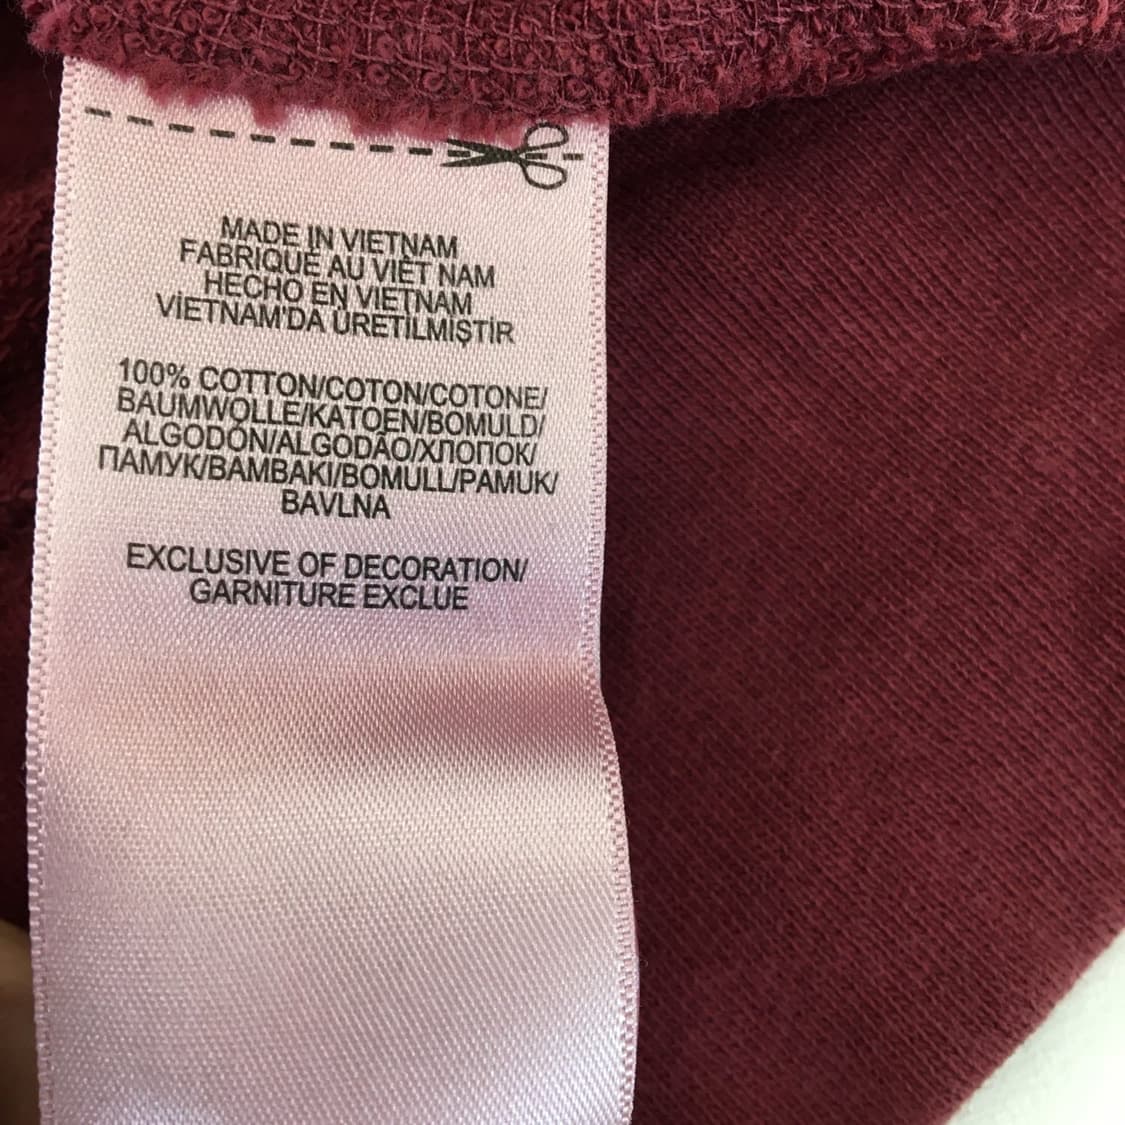 MADE IN VIETNAM
FABRIQUÉ AU VIÊT NAM
HECHO EN VIETNAM
VİETNAM'DA ÜRETİLMİŞTİR
100% COTTON/COTON/COTONE/
BAUMWOLLE/KATOEN/BOMULD/
ALGODÓN/ALGODÃO/ХЛОПОК/
ПАМУК/BAMBAKI/BOMULL/PAMUK/
BAVLNA
EXCLUSIVE OF DECORATION/
GARNITURE EXCLUE